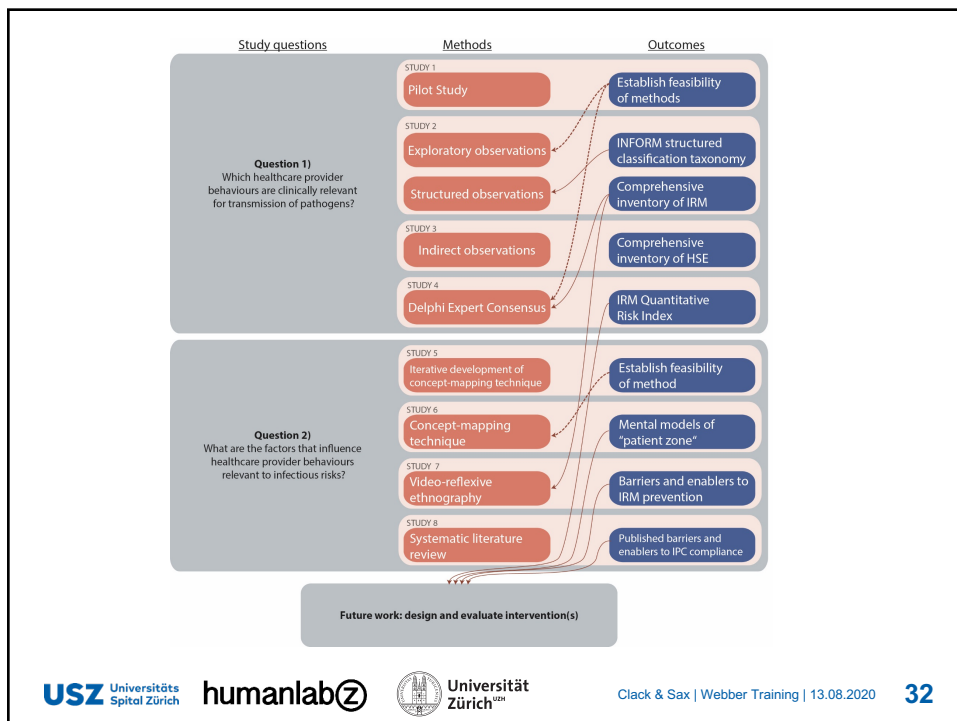 Study questions
Methods
Outcomes
Question 1)
Which healthcare provider
behaviours are clinically relevant
for transmission of pathogens?
STUDY 1
Pilot Study
Establish feasibility
of methods
STUDY 2
Exploratory observations
INFORM structured
classification taxonomy
Structured observations
Comprehensive
inventory of IRM
STUDY 3
Indirect observations
Comprehensive
inventory of HSE
STUDY 4
Delphi Expert Consensus
IRM Quantitative
Risk Index
Question 2)
What are the factors that influence
healthcare provider behaviours
relevant to infectious risks?
STUDY 5
Iterative development of
concept-mapping technique
Establish feasibility
of method
STUDY 6
Concept-mapping
technique
Mental models of
"patient zone"
STUDY 7
Video-reflexive
ethnography
Barriers and enablers to
IRM prevention
STUDY 8
Systematic literature
review
Published barriers and
enablers to IPC compliance
Future work: design and evaluate intervention(s)
USZ Universitäts
Spital Zürich
humanlabz
Universität
Zürich UZH
Clack & Sax | Webber Training | 13.08.2020
32